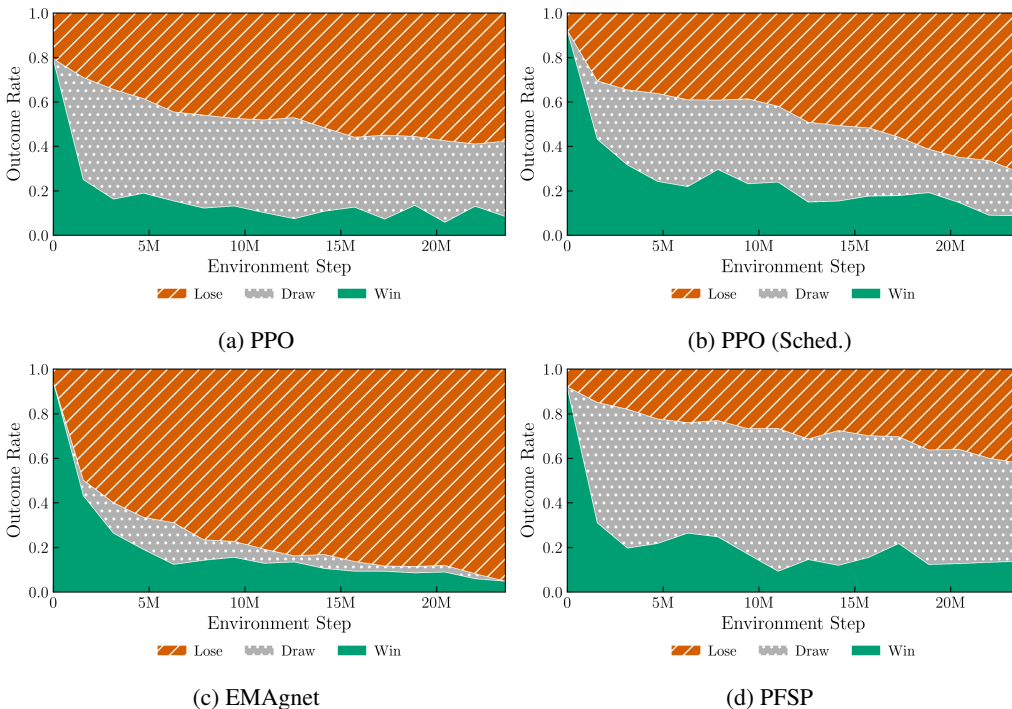 1.0
0.8
0.6
0.4
0.2
0.0
Outcome Rate
0 5M 10M 15M 20M
Environment Step
Lose Draw Win
(a) PPO
1.0
0.8
0.6
0.4
0.2
0.0
Outcome Rate
0 5M 10M 15M 20M
Environment Step
Lose Draw Win
(b) PPO (Sched.)
1.0
0.8
0.6
0.4
0.2
0.0
Outcome Rate
0 5M 10M 15M 20M
Environment Step
Lose Draw Win
(c) EMAgnet
1.0
0.8
0.6
0.4
0.2
0.0
Outcome Rate
0 5M 10M 15M 20M
Environment Step
Lose Draw Win
(d) PFSP